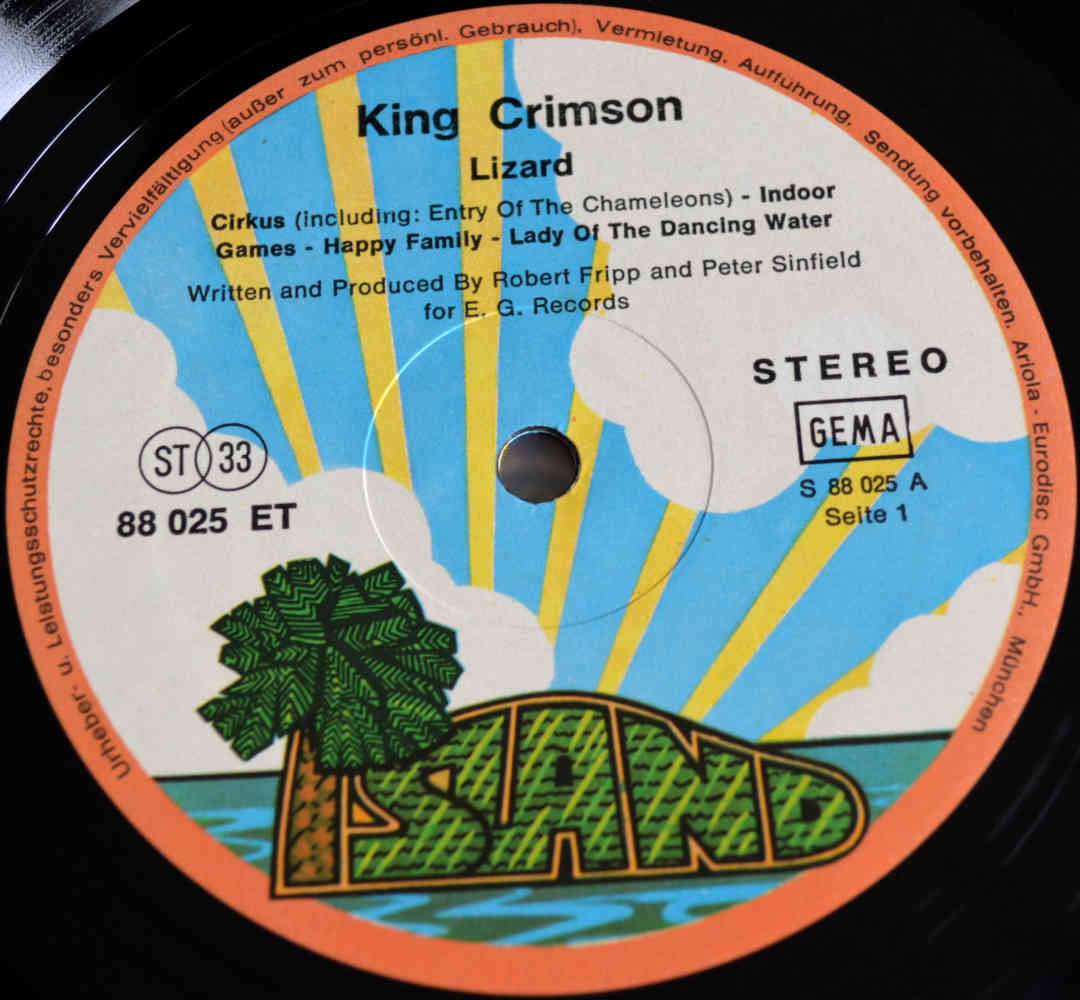 King Crimson
Lizard
Cirkus (including: Entry Of The Chameleons) - Indoor
Games - Happy Family - Lady Of The Dancing Water
Written and Produced By Robert Fripp and Peter Sinfield
for E. G. Records
STEREO
GEMA
S 88 025 A
Seite 1
ST 33
88 025 ET
ISLAND
Urheber- u. Leistungsschutzrechte, besonders Vervielfältigung (außer zum persönl. Gebrauch), Vermietung, Aufführung, Sendung vorbehalten. Ariola - Eurodisc GmbH., München